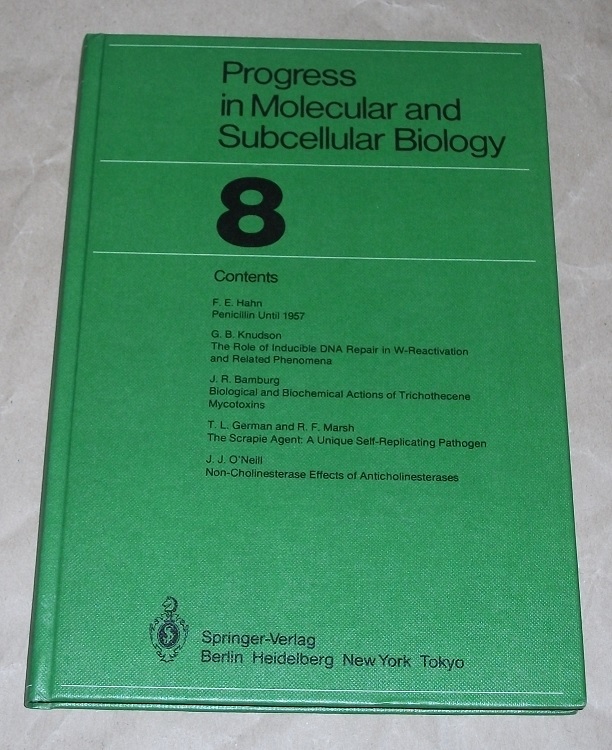 Progress
in Molecular and
Subcellular Biology
8
Contents
F. E. Hahn
Penicillin Until 1957
G. B. Knudson
The Role of Inducible DNA Repair in W-Reactivation
and Related Phenomena
J. R. Bamburg
Biological and Biochemical Actions of Trichothecene
Mycotoxins
T. L. German and R. F. Marsh
The Scrapie Agent: A Unique Self-Replicating Pathogen
J. J. O'Neill
Non-Cholinesterase Effects of Anticholinesterases
S
Springer-Verlag
Berlin Heidelberg New York Tokyo